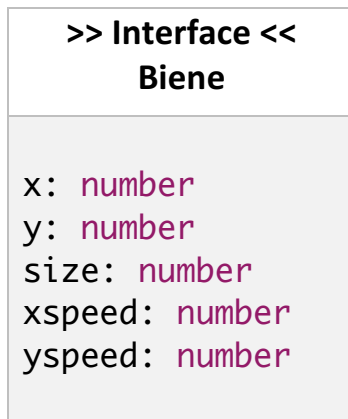 >> Interface <<
Biene
x: number
y: number
size: number
xspeed: number
yspeed: number